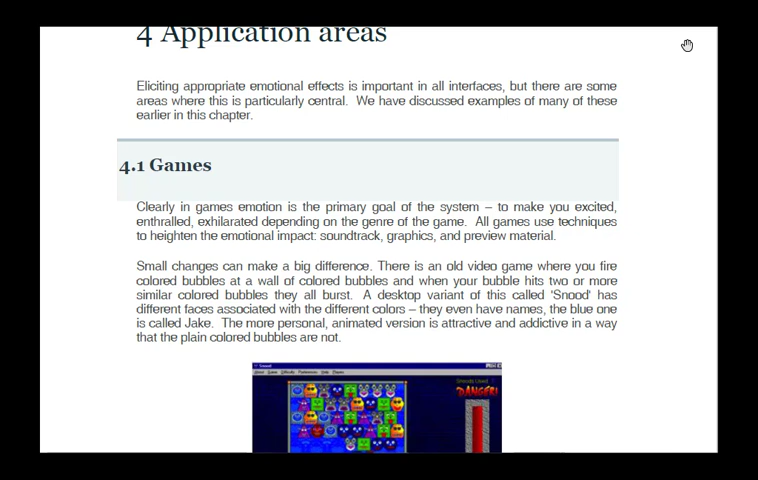 4 Application areas
Eliciting appropriate emotional effects is important in all interfaces, but there are some
areas where this is particularly central. We have discussed examples of many of these
earlier in this chapter.
4.1 Games
Clearly in games emotion is the primary goal of the system – to make you excited,
enthralled, exhilarated depending on the genre of the game. All games use techniques
to heighten the emotional impact: soundtrack, graphics, and preview material.
Small changes can make a big difference. There is an old video game where you fire
colored bubbles at a wall of colored bubbles and when your bubble hits two or more
similar colored bubbles they all burst. A desktop variant of this called 'Snood' has
different faces associated with the different colors – they even have names, the blue one
is called Jake. The more personal, animated version is attractive and addictive in a way
that the plain colored bubbles are not.
Snood
Game Difficulty Preferences Help
Snoods Used
DANGER!